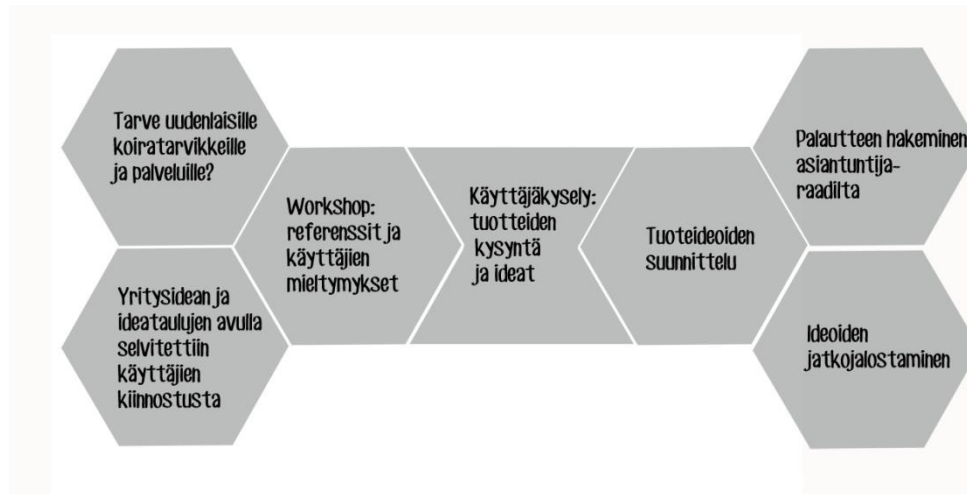 Tarve uudenlaisille
koiratarvikkeille
ja palveluille?
Yritysidean ja
ideataulujen avulla
selvitettiin
käyttäjien
kiinnostusta
Workshop:
referenssit ja
käyttäjien
mieltymykset
Käyttäjäkysely:
tuotteiden
kysyntä
ja ideat
Tuoteideoiden
suunnittelu
Palautteen hakeminen
asiantuntija-
raadilta
Ideoiden
jatkojalostaminen